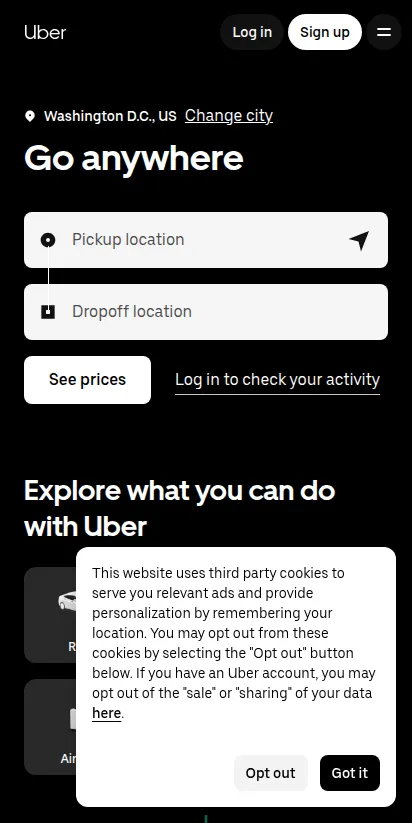 Uber
Log in
Sign up
Washington D.C., US Change city
Go anywhere
Pickup location
Dropoff location
See prices
Log in to check your activity
Explore what you can do
with Uber
This website uses third party cookies to
serve you relevant ads and provide
personalization by remembering your
location. You may opt out from these
cookies by selecting the "Opt out" button
below. If you have an Uber account, you may
opt out of the "sale" or "sharing" of your data
here.
Opt out
Got it